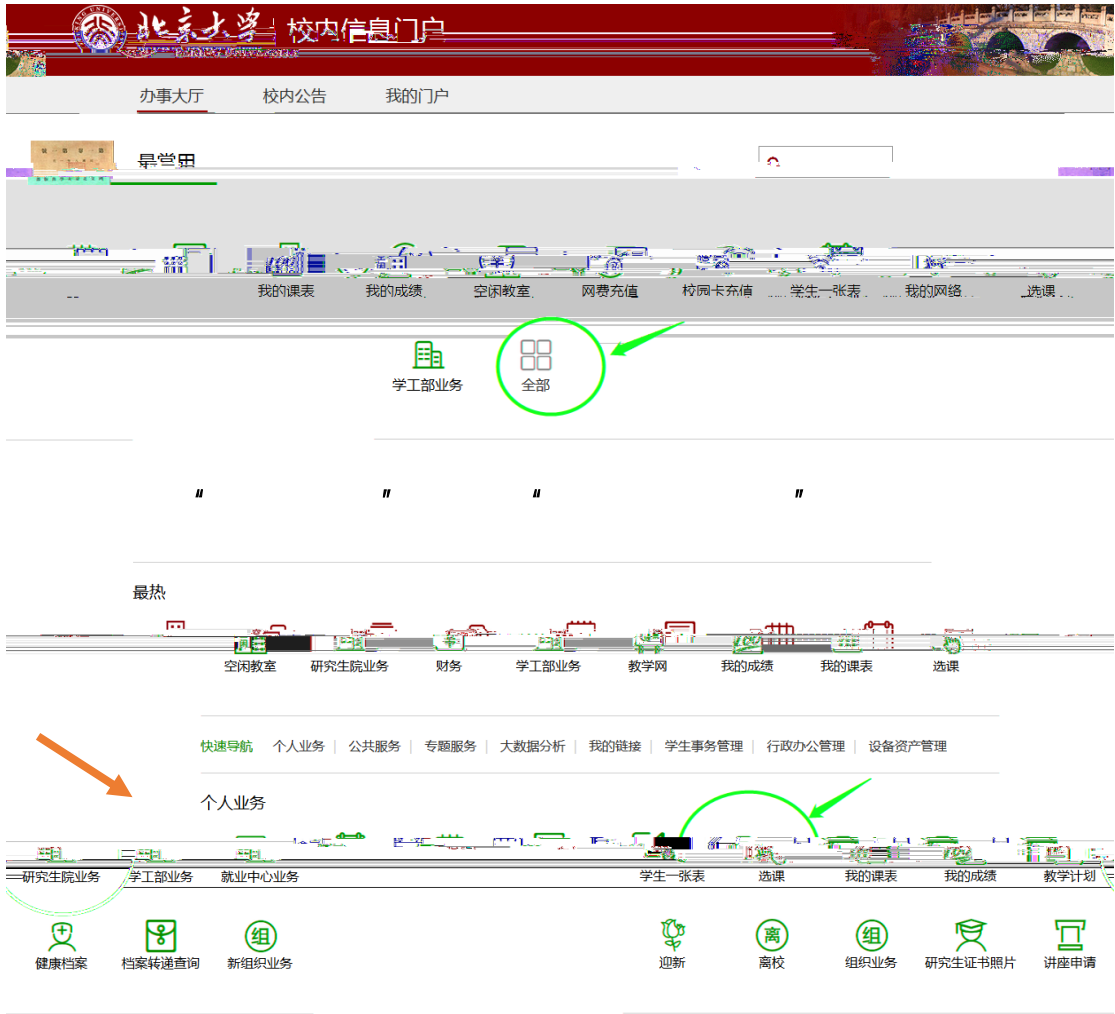 北京大学 校内信息门户
办事大厅 校内公告 我的门户
最常用
我的课表 我的成绩 空闲教室 网费充值 校园卡充值 学生一张表 我的网络 选课
学工部业务 全部
“ ” “ ”
最热
空闲教室 研究生院业务 财务 学工部业务 教学网 我的成绩 我的课表 选课
快速导航 个人业务 | 公共服务 | 专题服务 | 大数据分析 | 我的链接 | 学生事务管理 | 行政办公管理 | 设备资产管理
个人业务
研究生院业务 学工部业务 就业中心业务 学生一张表 选课 我的课表 我的成绩 教学计划
组 离 组
健康档案 档案转递查询 新组织业务 迎新 离校 组织业务 研究生证书照片 讲座申请